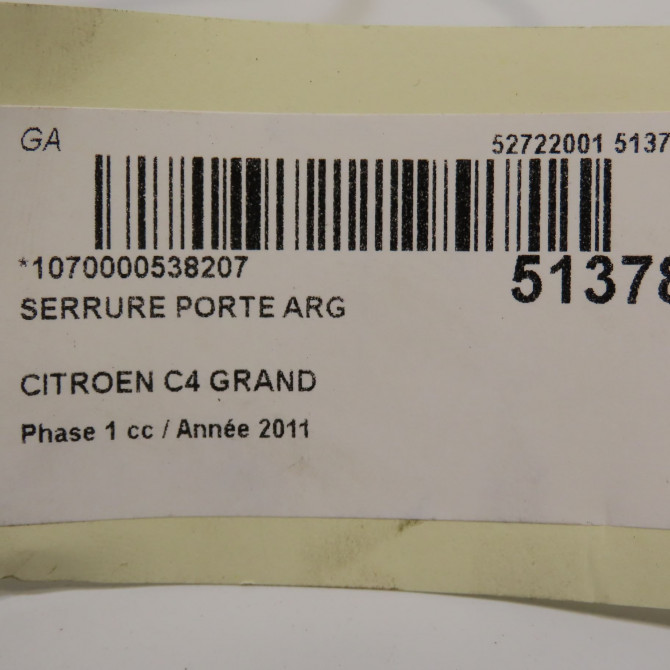 GA
52722001 5137
*1070000538207
51378
SERRURE PORTE ARG
CITROEN C4 GRAND
Phase 1 cc / Année 2011